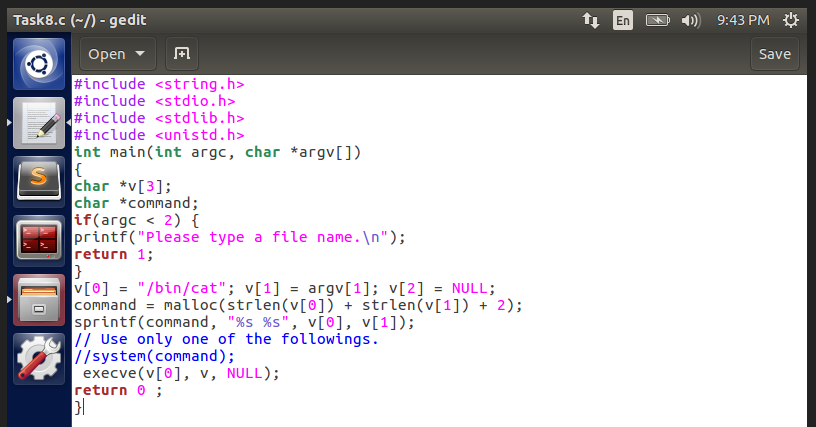 Task8.c (~/) - gedit
En
9:43 PM
Open
Save
#include <string.h>
#include <stdio.h>
#include <stdlib.h>
#include <unistd.h>
int main(int argc, char *argv[])
{
char *v[3];
char *command;
if(argc < 2) {
printf("Please type a file name.\n");
return 1;
}
v[0] = "/bin/cat"; v[1] = argv[1]; v[2] = NULL;
command = malloc(strlen(v[0]) + strlen(v[1]) + 2);
sprintf(command, "%s %s", v[0], v[1]);
// Use only one of the followings.
//system(command);
 execve(v[0], v, NULL);
return 0 ;
}